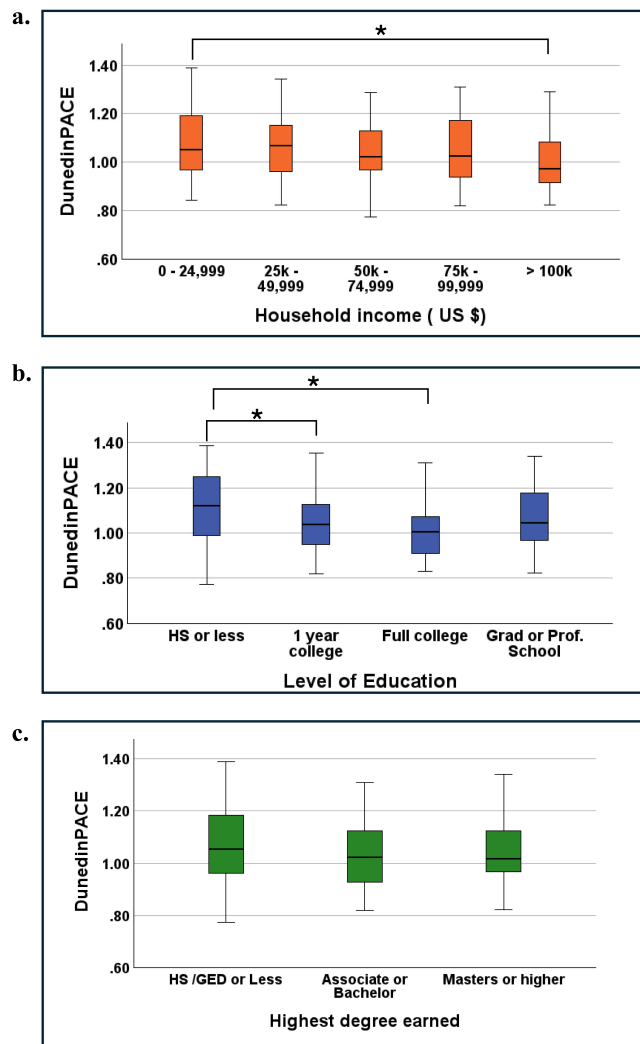 a.
*
1.40
1.20
1.00
.80
.60
DunedinPACE
0 - 24,999
25k - 49,999
50k - 74,999
75k - 99,999
> 100k
Household income ( US $)
b.
*
*
1.40
1.20
1.00
.80
.60
DunedinPACE
HS or less
1 year college
Full college
Grad or Prof. School
Level of Education
c.
1.40
1.20
1.00
.80
.60
DunedinPACE
HS /GED or Less
Associate or Bachelor
Masters or higher
Highest degree earned